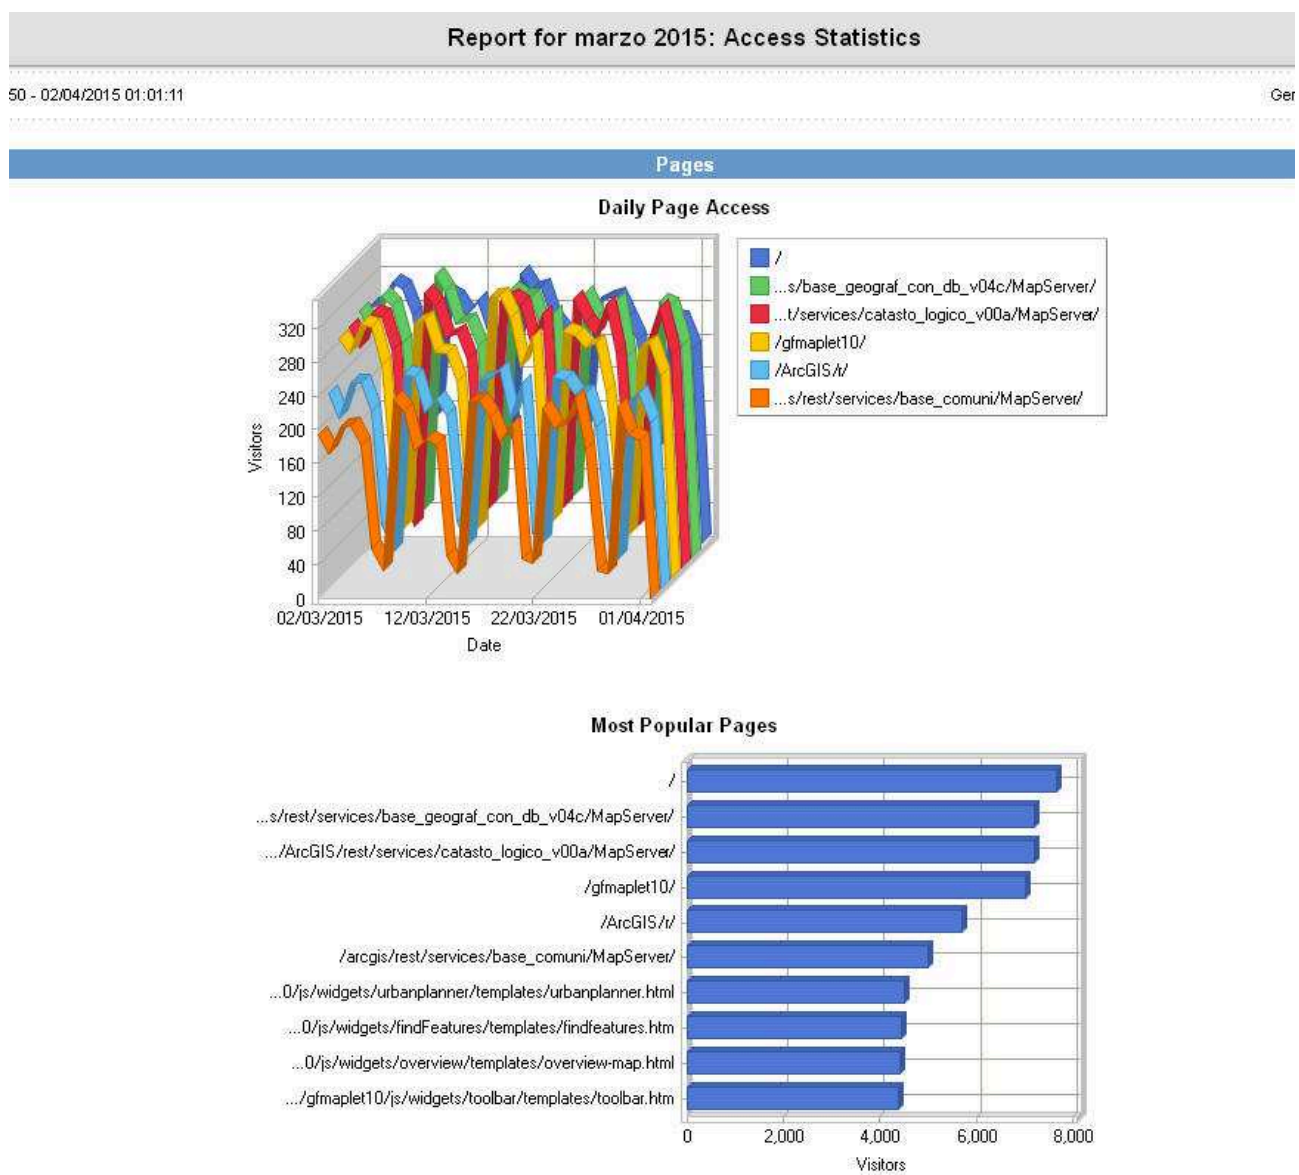 Report for marzo 2015: Access Statistics
50 - 02/04/2015 01:01:11
Ger
Pages
Daily Page Access
/
...s/base_geograf_con_db_v04c/MapServer/
...t/services/catasto_logico_v00a/MapServer/
/gfmaplet10/
/ArcGIS/r/
...s/rest/services/base_comuni/MapServer/
Visitors
320
280
240
200
160
120
80
40
0
02/03/2015 12/03/2015 22/03/2015 01/04/2015
Date
Most Popular Pages
/
...s/rest/services/base_geograf_con_db_v04c/MapServer/
.../ArcGIS/rest/services/catasto_logico_v00a/MapServer/
/gfmaplet10/
/ArcGIS/r/
/arcgis/rest/services/base_comuni/MapServer/
...0/js/widgets/urbanplanner/templates/urbanplanner.html
...0/js/widgets/findFeatures/templates/findfeatures.htm
...0/js/widgets/overview/templates/overview-map.html
.../gfmaplet10/js/widgets/toolbar/templates/toolbar.htm
0 2,000 4,000 6,000 8,000
Visitors